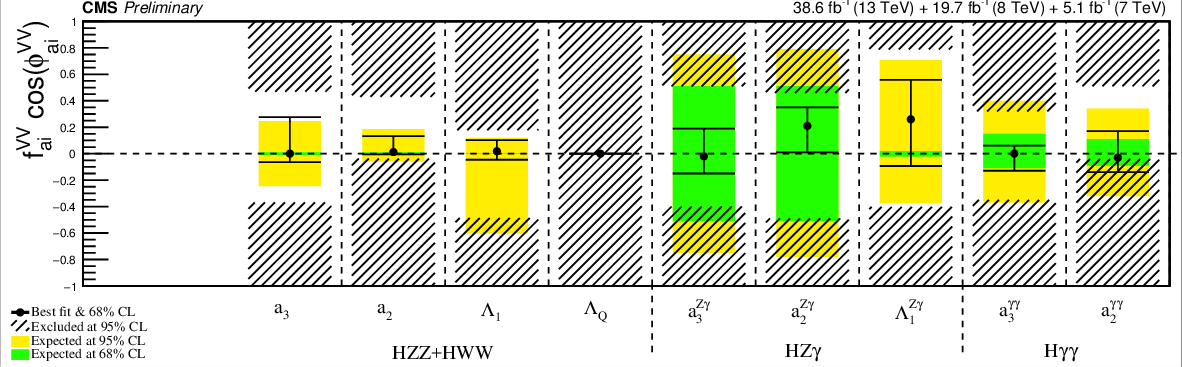 CMS Preliminary 38.6 fb⁻¹ (13 TeV) + 19.7 fb⁻¹ (8 TeV) + 5.1 fb⁻¹ (7 TeV)
f_ai^VV cos(ϕ_ai^VV)
1
0.8
0.6
0.4
0.2
0
−0.2
−0.4
−0.6
−0.8
−1
a₃ a₂ Λ₁ Λ_Q a₃^Zγ a₂^Zγ Λ₁^Zγ a₃^γγ a₂^γγ
HZZ+HWW HZγ Hγγ
Best fit & 68% CL
Excluded at 95% CL
Expected at 95% CL
Expected at 68% CL